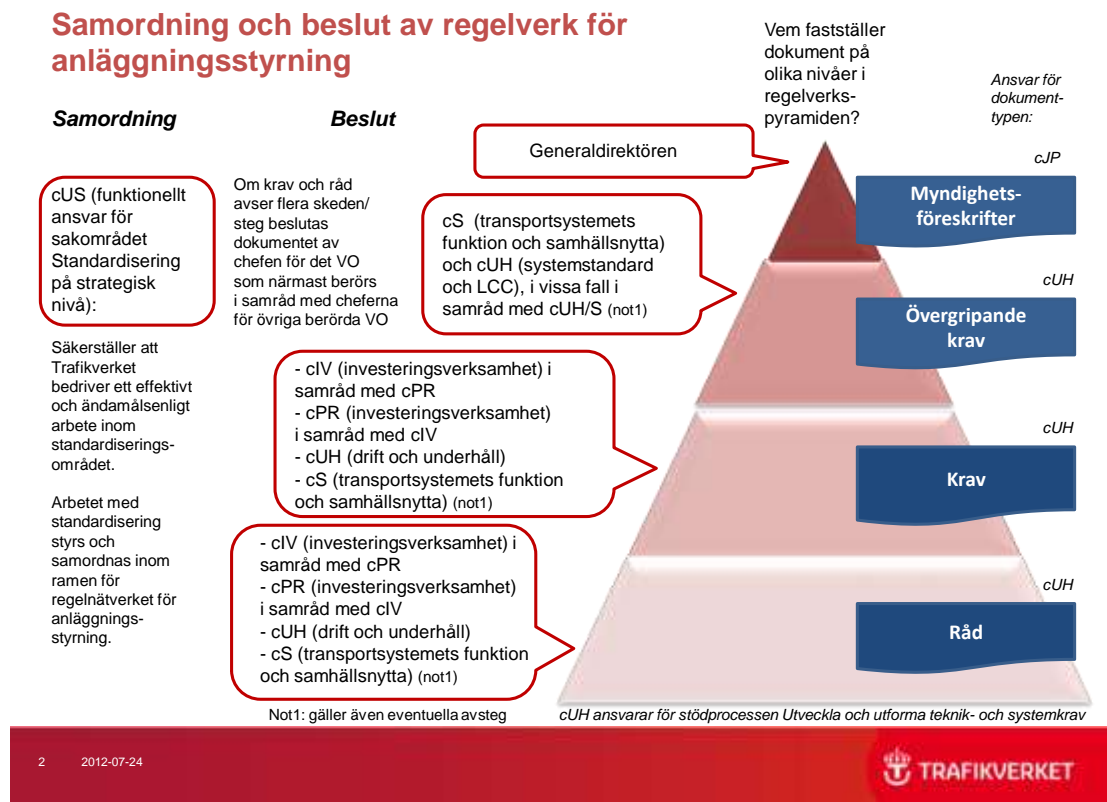 Samordning och beslut av regelverk för
anläggningsstyrning
Vem fastställer
dokument på
olika nivåer i
regelverks-
pyramiden?
Ansvar för
dokument-
typen:
Samordning
Beslut
cUS (funktionellt
ansvar för
sakområdet
Standardisering
på strategisk
nivå):
Säkerställer att
Trafikverket
bedriver ett effektivt
och ändamålsenligt
arbete inom
standardiserings-
området.
Arbetet med
standardisering
styrs och
samordnas inom
ramen för
regelnätverket för
anläggnings-
styrning.
Om krav och råd
avser flera skeden/
steg beslutas
dokumentet av
chefen för det VO
som närmast berörs
i samråd med cheferna
för övriga berörda VO
Generaldirektören
cJP
Myndighets-
föreskrifter
cS (transportsystemets
funktion och samhällsnytta)
och cUH (systemstandard
och LCC), i vissa fall i
samråd med cUH/S (not1)
cUH
Övergripande
krav
- cIV (investeringsverksamhet) i
samråd med cPR
- cPR (investeringsverksamhet)
i samråd med cIV
- cUH (drift och underhåll)
- cS (transportsystemets funktion
och samhällsnytta) (not1)
cUH
Krav
- cIV (investeringsverksamhet) i
samråd med cPR
- cPR (investeringsverksamhet)
i samråd med cIV
- cUH (drift och underhåll)
- cS (transportsystemets funktion
och samhällsnytta) (not1)
cUH
Råd
Not1: gäller även eventuella avsteg
cUH ansvarar för stödprocessen Utveckla och utforma teknik- och systemkrav
2 2012-07-24
TRAFIKVERKET